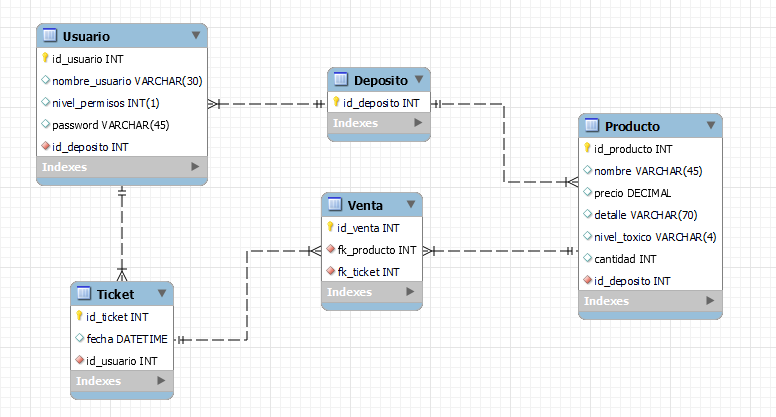 Usuario
id_usuario INT
nombre_usuario VARCHAR(30)
nivel_permisos INT(1)
password VARCHAR(45)
id_deposito INT
Indexes
Deposito
id_deposito INT
Indexes
Producto
id_producto INT
nombre VARCHAR(45)
precio DECIMAL
detalle VARCHAR(70)
nivel_toxico VARCHAR(4)
cantidad INT
id_deposito INT
Indexes
Venta
id_venta INT
fk_producto INT
fk_ticket INT
Indexes
Ticket
id_ticket INT
fecha DATETIME
id_usuario INT
Indexes